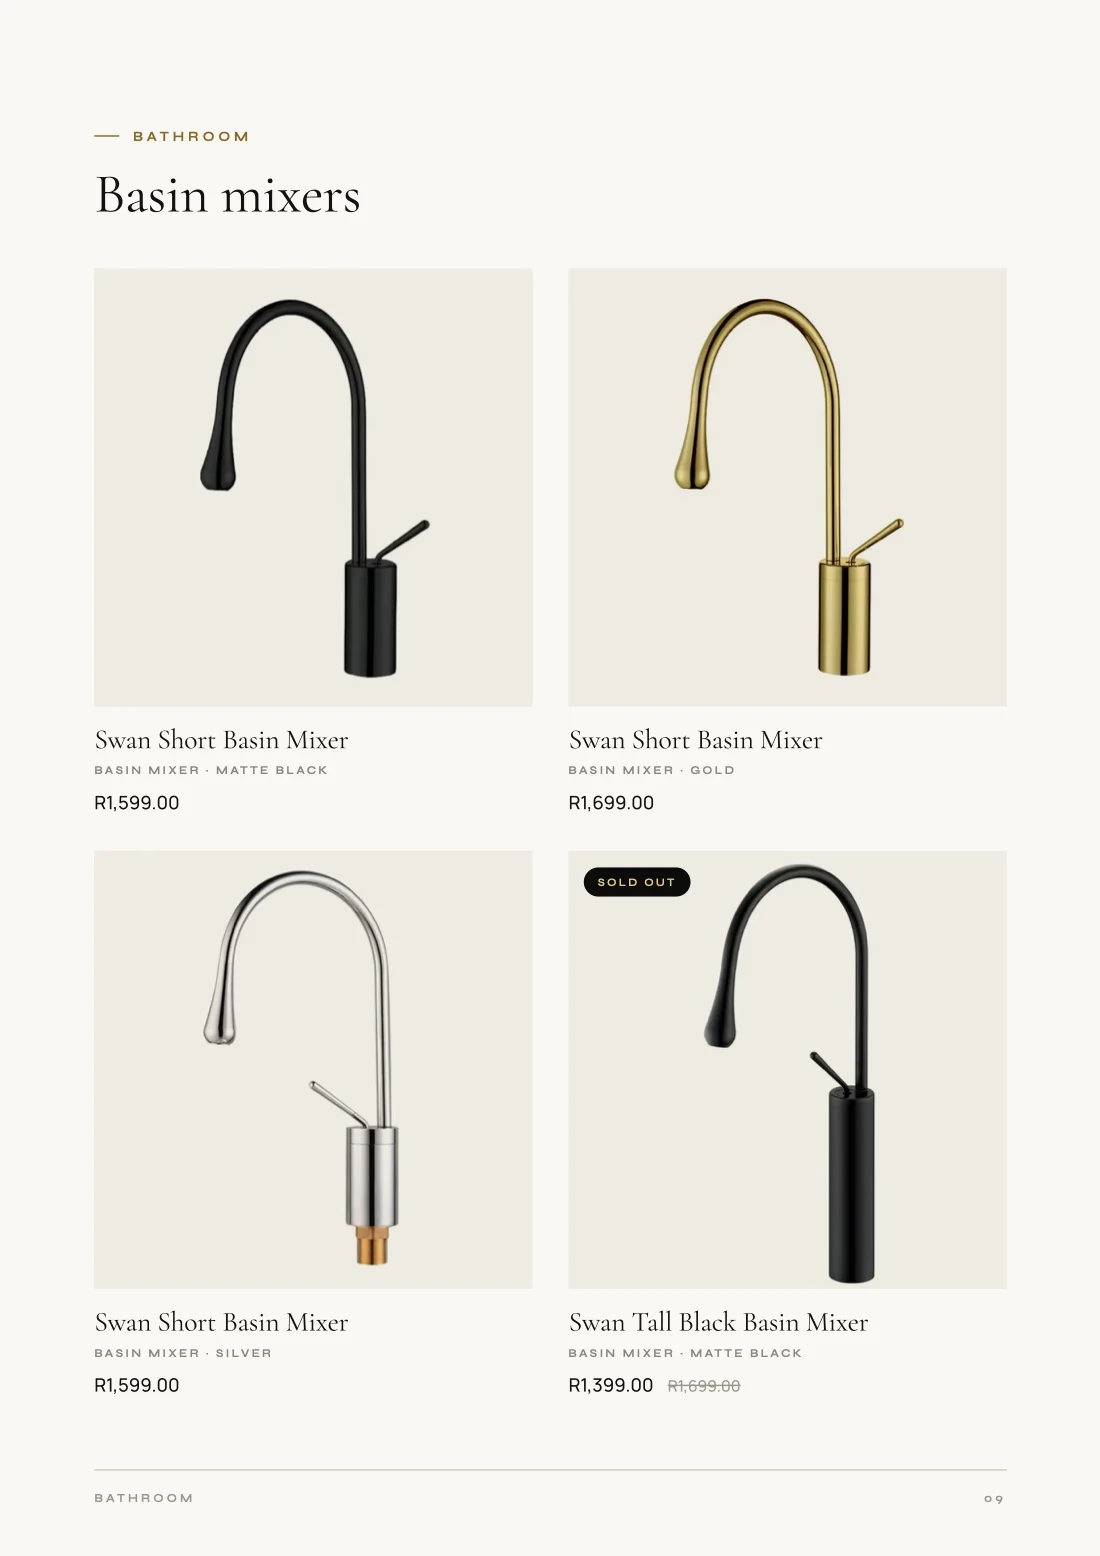 BATHROOM
Basin mixers
Swan Short Basin Mixer
BASIN MIXER · MATTE BLACK
R1,599.00
Swan Short Basin Mixer
BASIN MIXER · GOLD
R1,699.00
SOLD OUT
Swan Short Basin Mixer
BASIN MIXER · SILVER
R1,599.00
Swan Tall Black Basin Mixer
BASIN MIXER · MATTE BLACK
R1,399.00 R1,699.00
BATHROOM
09